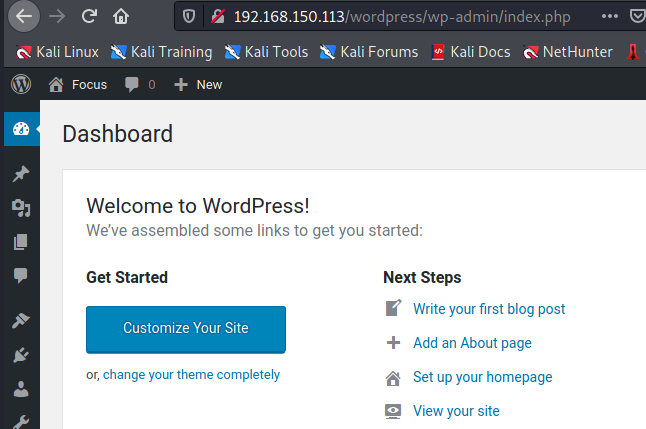 192.168.150.113/wordpress/wp-admin/index.php
Kali Linux Kali Training Kali Tools Kali Forums Kali Docs NetHunter
Focus 0 New
Dashboard
Welcome to WordPress!
We've assembled some links to get you started:
Get Started
Customize Your Site
or, change your theme completely
Next Steps
Write your first blog post
Add an About page
Set up your homepage
View your site